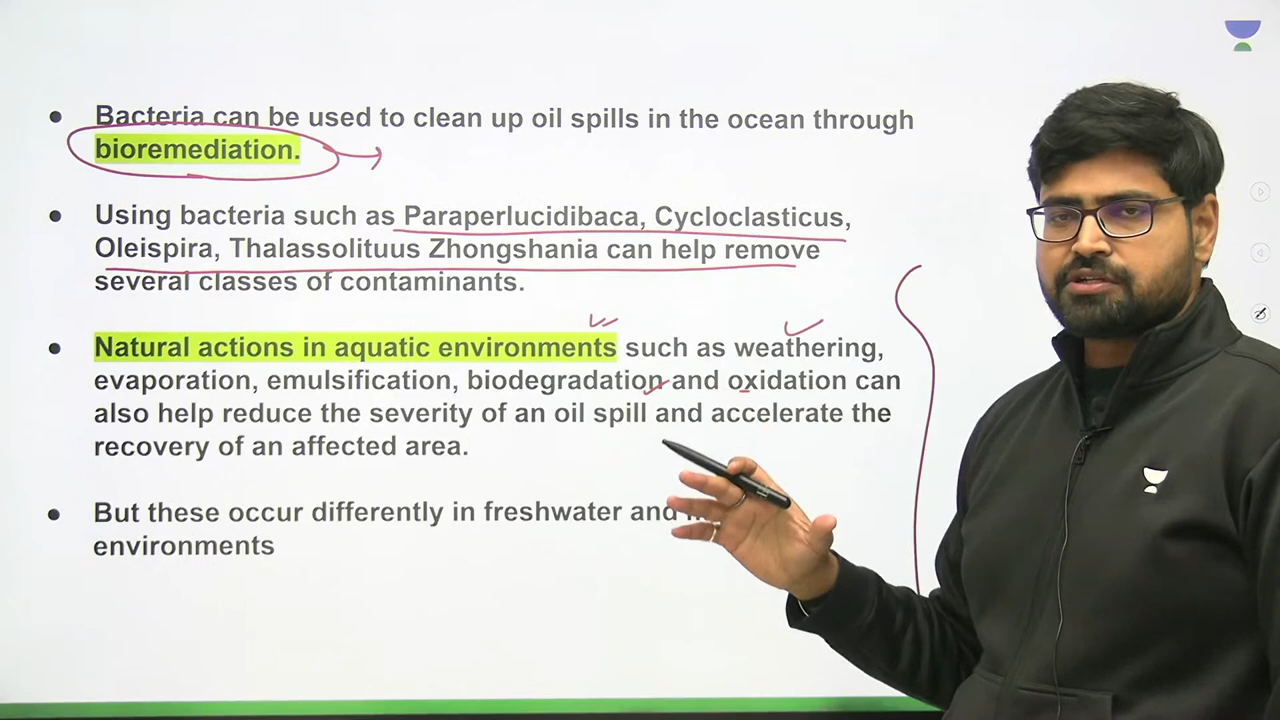 Bacteria can be used to clean up oil spills in the ocean through
bioremediation.
Using bacteria such as Paraperlucidibaca, Cycloclasticus,
Oleispira, Thalassolituus Zhongshania can help remove
several classes of contaminants.
Natural actions in aquatic environments such as weathering,
evaporation, emulsification, biodegradation and oxidation can
also help reduce the severity of an oil spill and accelerate the
recovery of an affected area.
But these occur differently in freshwater and
environments